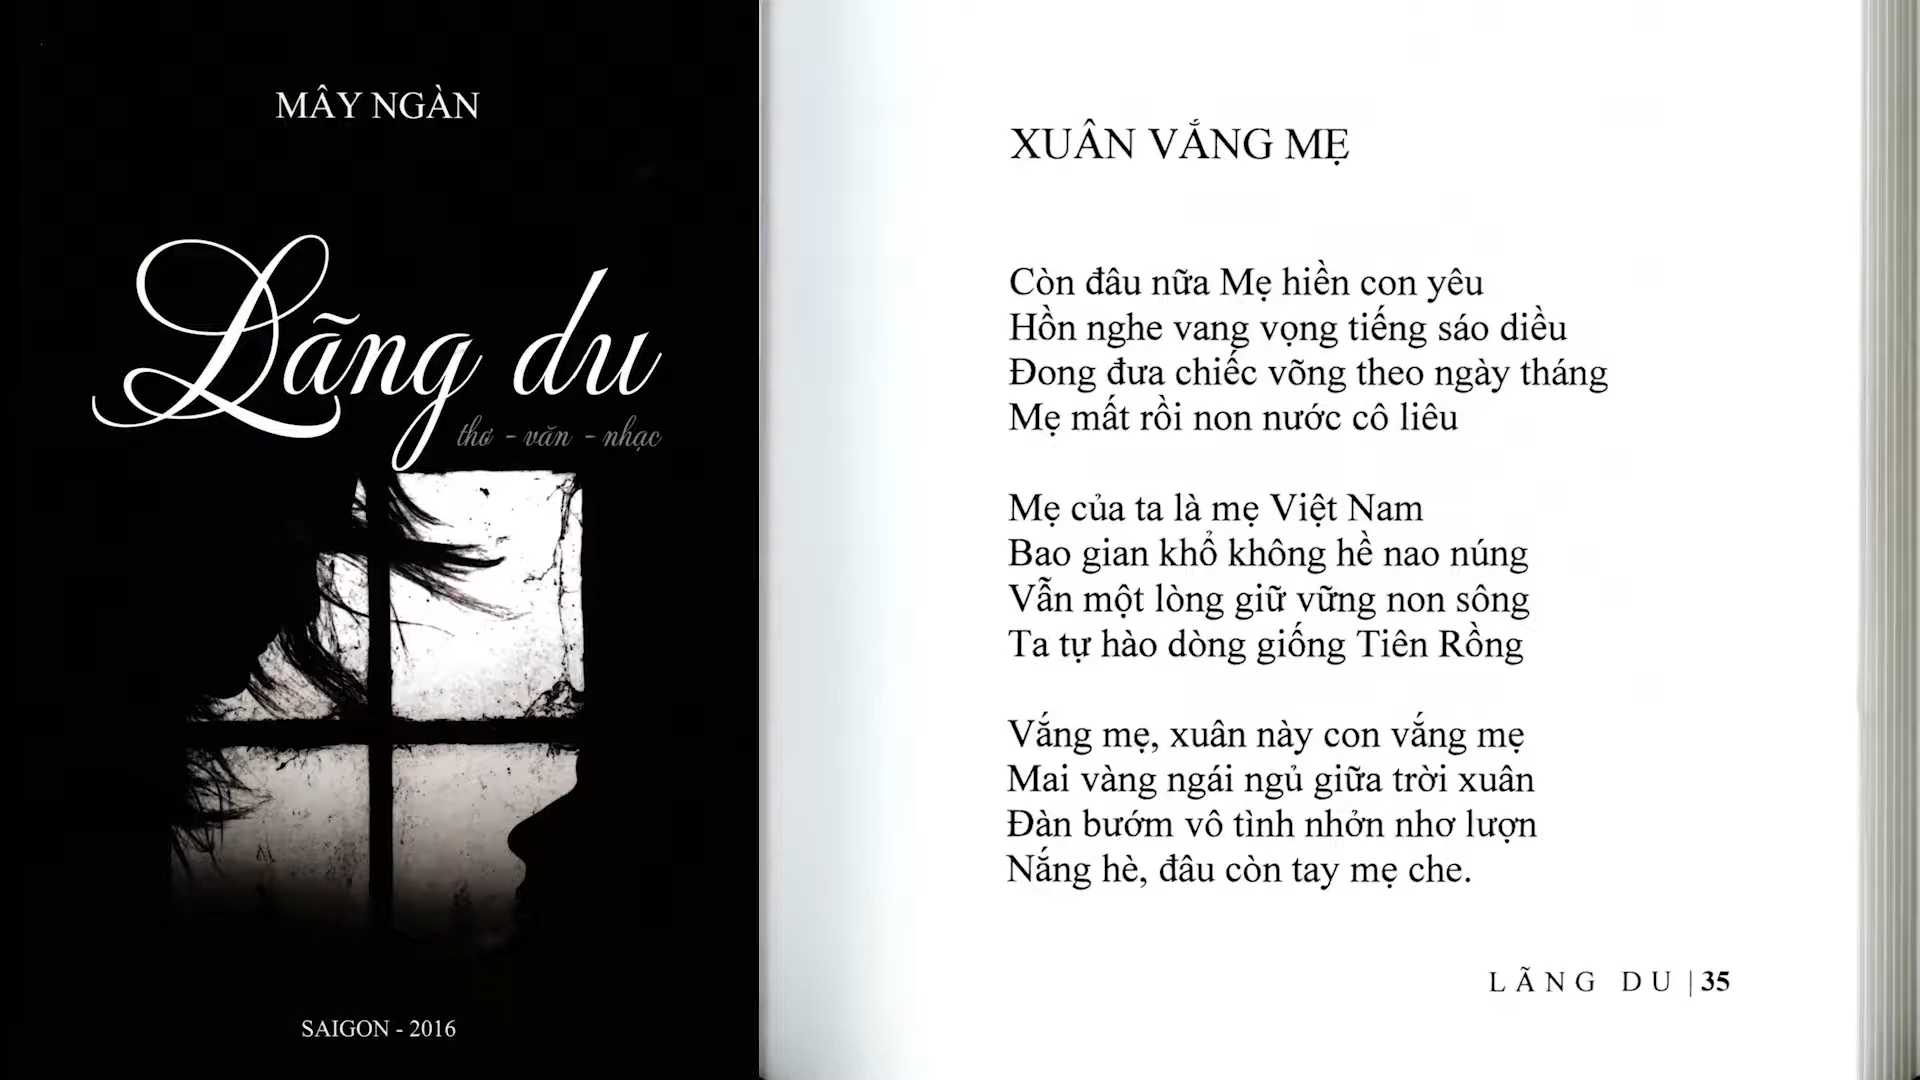 MÂY NGÀN
Lãng du
thơ - văn - nhạc
SAIGON - 2016
XUÂN VẮNG MẸ
Còn đâu nữa Mẹ hiền con yêu
Hồn nghe vang vọng tiếng sáo diều
Đong đưa chiếc võng theo ngày tháng
Mẹ mất rồi non nước cô liêu
Mẹ của ta là mẹ Việt Nam
Bao gian khổ không hề nao núng
Vẫn một lòng giữ vững non sông
Ta tự hào dòng giống Tiên Rồng
Vắng mẹ, xuân này con vắng mẹ
Mai vàng ngái ngủ giữa trời xuân
Đàn bướm vô tình nhởn nhơ lượn
Nắng hè, đâu còn tay mẹ che.
LÃNG DU | 35